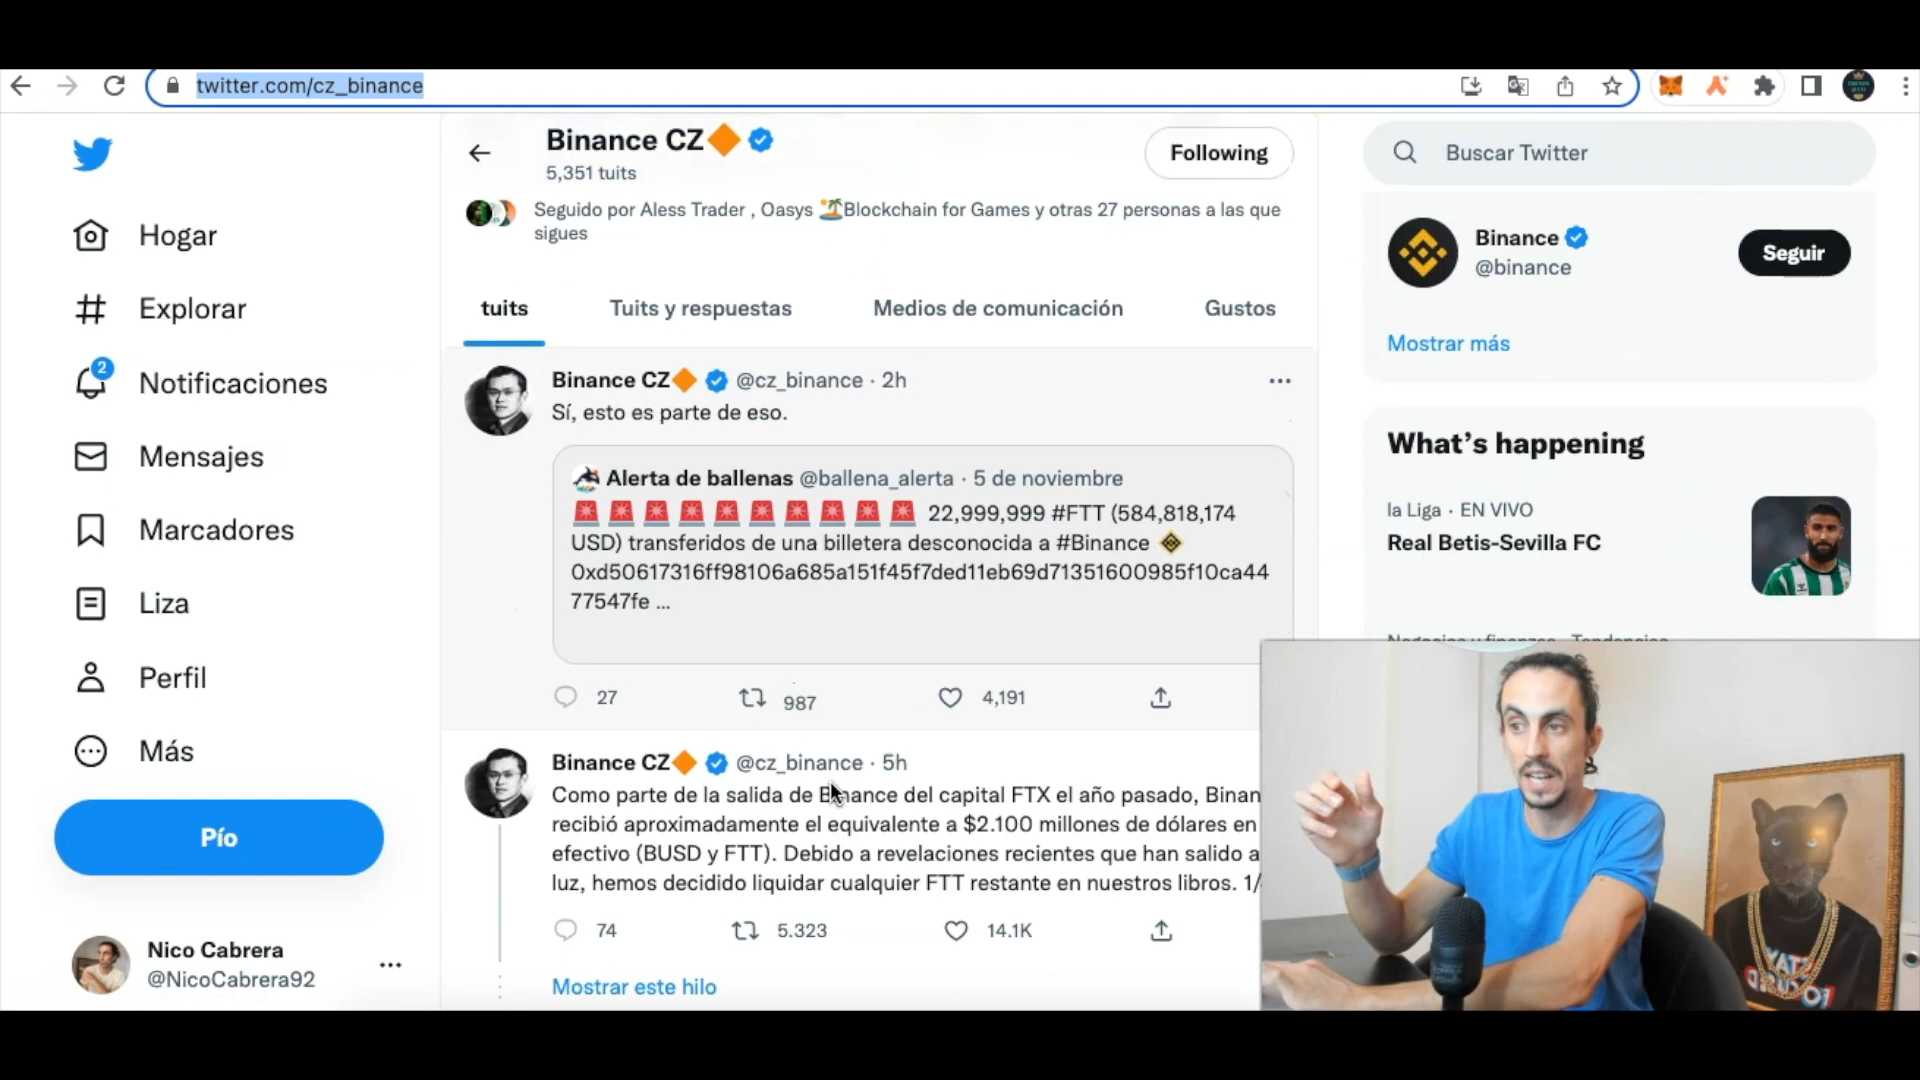 twitter.com/cz_binance
Binance CZ
5,351 tuits
Following
Seguido por Aless Trader , Oasys Blockchain for Games y otras 27 personas a las que
sigues
tuits
Tuits y respuestas
Medios de comunicación
Gustos
Hogar
Explorar
2
Notificaciones
Mensajes
Marcadores
Liza
Perfil
Más
Pío
Nico Cabrera
@NicoCabrera92
Binance CZ @cz_binance · 2h
Sí, esto es parte de eso.
Alerta de ballenas @ballena_alerta · 5 de noviembre
22,999,999 #FTT (584,818,174
USD) transferidos de una billetera desconocida a #Binance
0xd50617316ff98106a685a151f45f7ded11eb69d71351600985f10ca44
77547fe ...
27
987
4,191
Binance CZ @cz_binance · 5h
Como parte de la salida de Binance del capital FTX el año pasado, Binan
recibió aproximadamente el equivalente a $2.100 millones de dólares en
efectivo (BUSD y FTT). Debido a revelaciones recientes que han salido a
luz, hemos decidido liquidar cualquier FTT restante en nuestros libros. 1/
74
5.323
14.1K
Mostrar este hilo
Buscar Twitter
Binance
@binance
Seguir
Mostrar más
What's happening
la Liga · EN VIVO
Real Betis-Sevilla FC